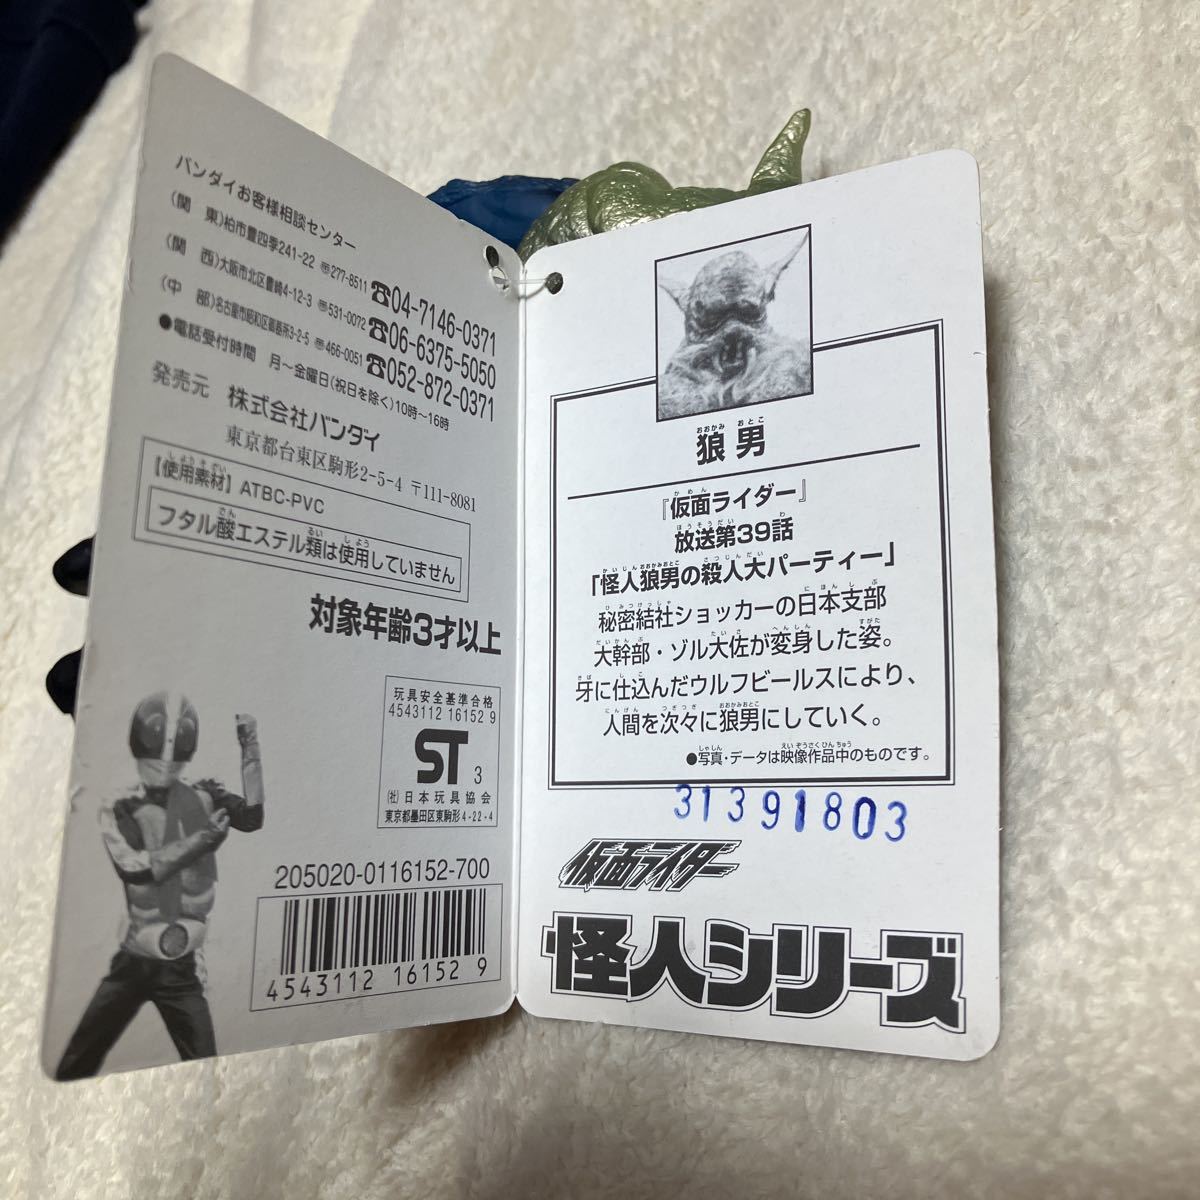 バンダイお客様相談センター
(関　東)柏市豊四季241-22 〠277-8511 ☎04-7146-0371
(関　西)大阪市北区豊崎4-12-3 〠531-0072 ☎06-6375-5050
(中　部)名古屋市昭和区御器所3-2-5 〠466-0051 ☎052-872-0371
●電話受付時間　月〜金曜日(祝日を除く)10時〜16時
発売元　株式会社バンダイ
東京都台東区駒形2-5-4 〒111-8081
【使用素材】ATBC-PVC
フタル酸エステル類は使用していません
対象年齢3才以上
玩具安全基準合格
4543112 16152 9
ST 3
(社)日本玩具協会
東京都墨田区東駒形4-22-4
205020-0116152-700
4543112 16152 9
狼男
『仮面ライダー』
放送第39話
「怪人狼男の殺人大パーティー」
秘密結社ショッカーの日本支部
大幹部・ゾル大佐が変身した姿。
牙に仕込んだウルフビールスにより、
人間を次々に狼男にしていく。
●写真・データは映像作品中のものです。
31391803
仮面ライダー
怪人シリーズ